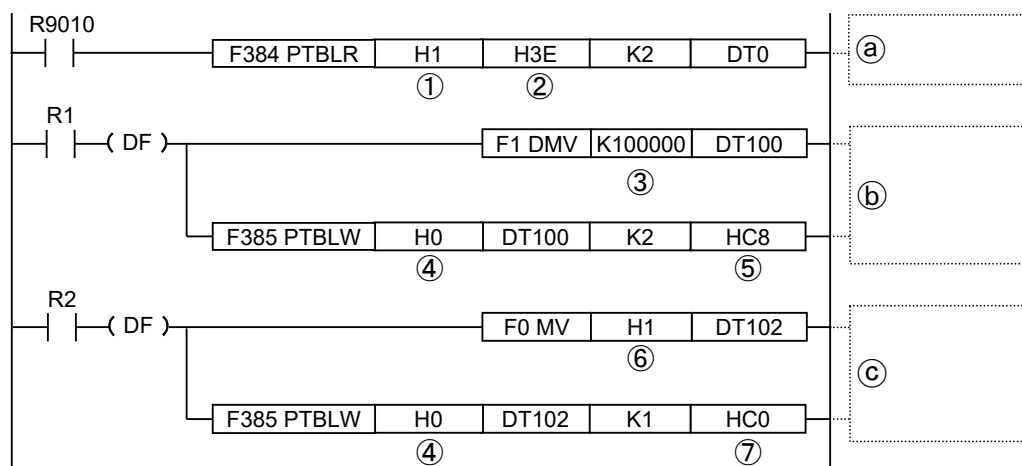 R9010
F384 PTBLR H1 H3E K2 DT0 ⓐ
① ②
R1
( DF ) F1 DMV K100000 DT100
③ ⓑ
F385 PTBLW H0 DT100 K2 HC8
④ ⑤
R2
( DF ) F0 MV H1 DT102
⑥ ⓒ
F385 PTBLW H0 DT102 K1 HC0
④ ⑦